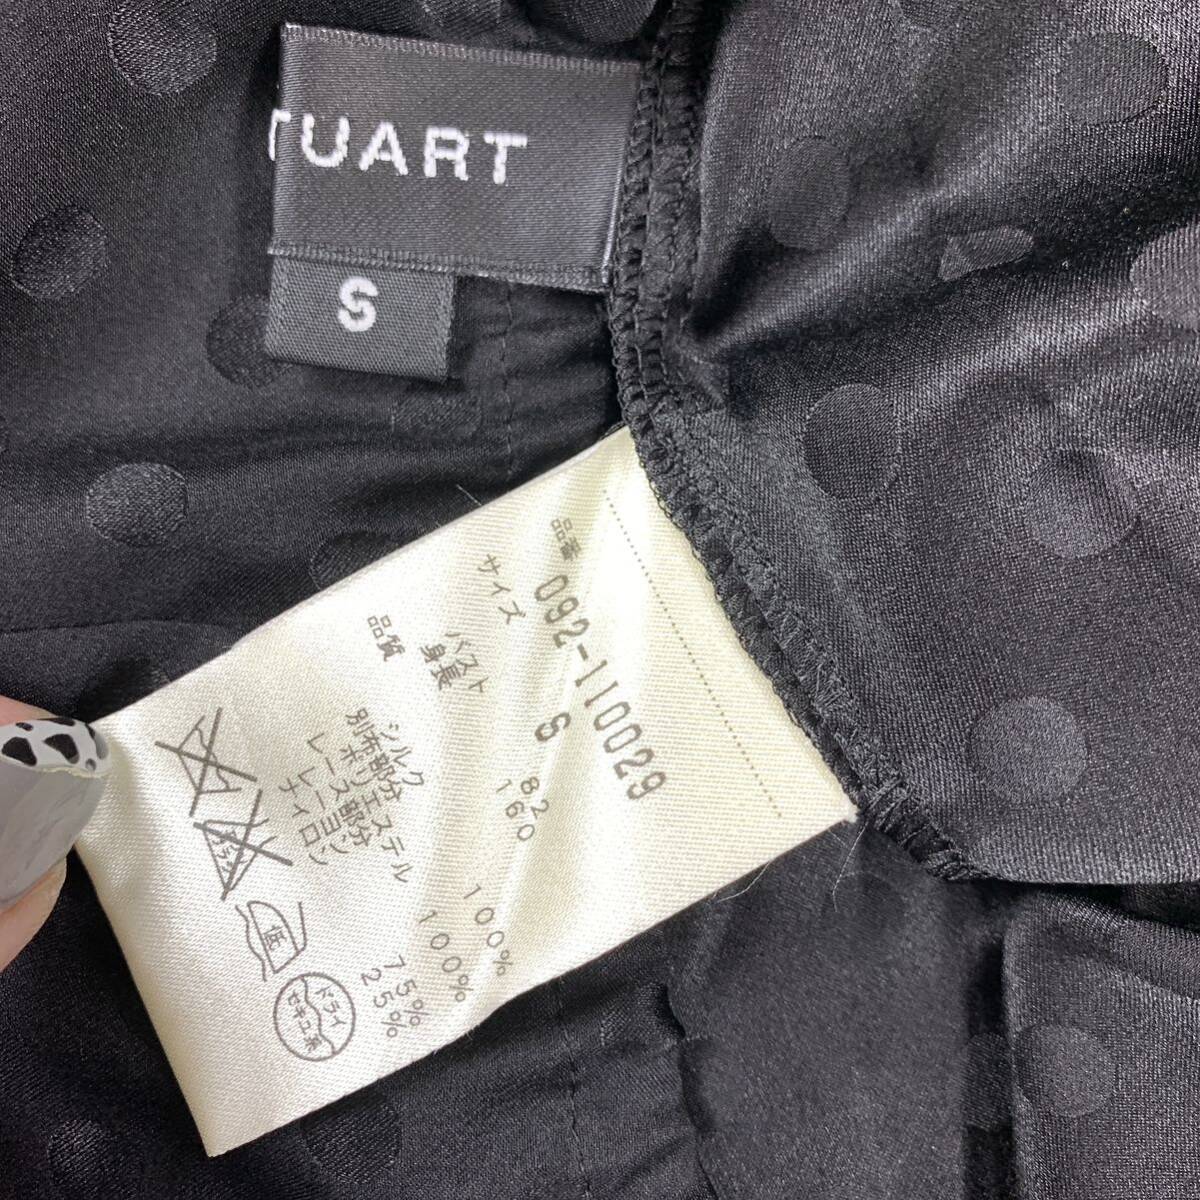 TUART
S
品番 092-110029
サイズ S
バスト 82
身長 160
品質
シルク 100%
別布部分
ポリエステル 100%
レース部分
レーヨン 75%
ナイロン 25%
低
ドライ
セキユ系